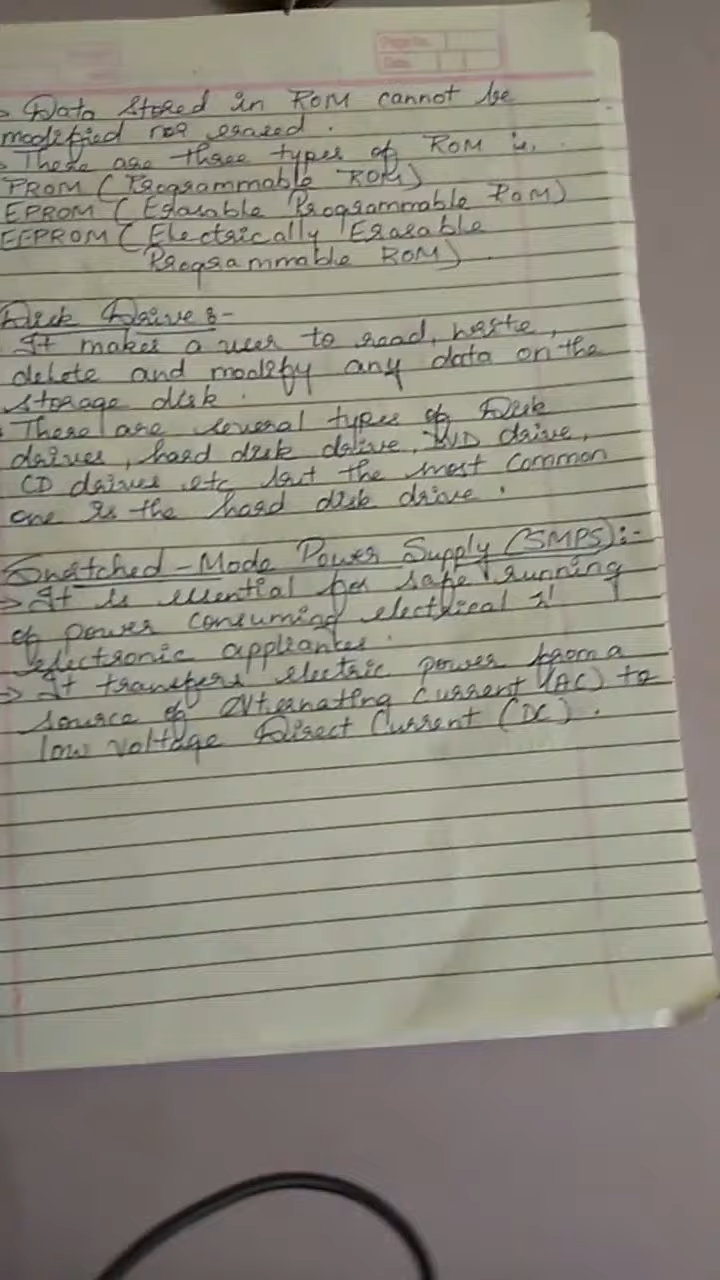 Page No.
Date
> Data stored in ROM cannot be
modified nor erased.
> There are three types of ROM i.e.
PROM (Programmable ROM)
EPROM (Erasable Programmable ROM)
EEPROM (Electrically Erasable
Programmable ROM)
Disk Drive :-
It makes a user to read, write,
delete and modify any data on the
storage disk.
There are several types of Disk
drives, hard disk drive, DVD drive,
CD drives etc but the most common
one is the hard disk drive.
Switched-Mode Power Supply (SMPS):-
> It is essential for safe running
of power consuming electrical &
electronic appliances.
> It transfers electric power from a
source of Alternating Current (AC) to
low voltage Direct Current (DC).